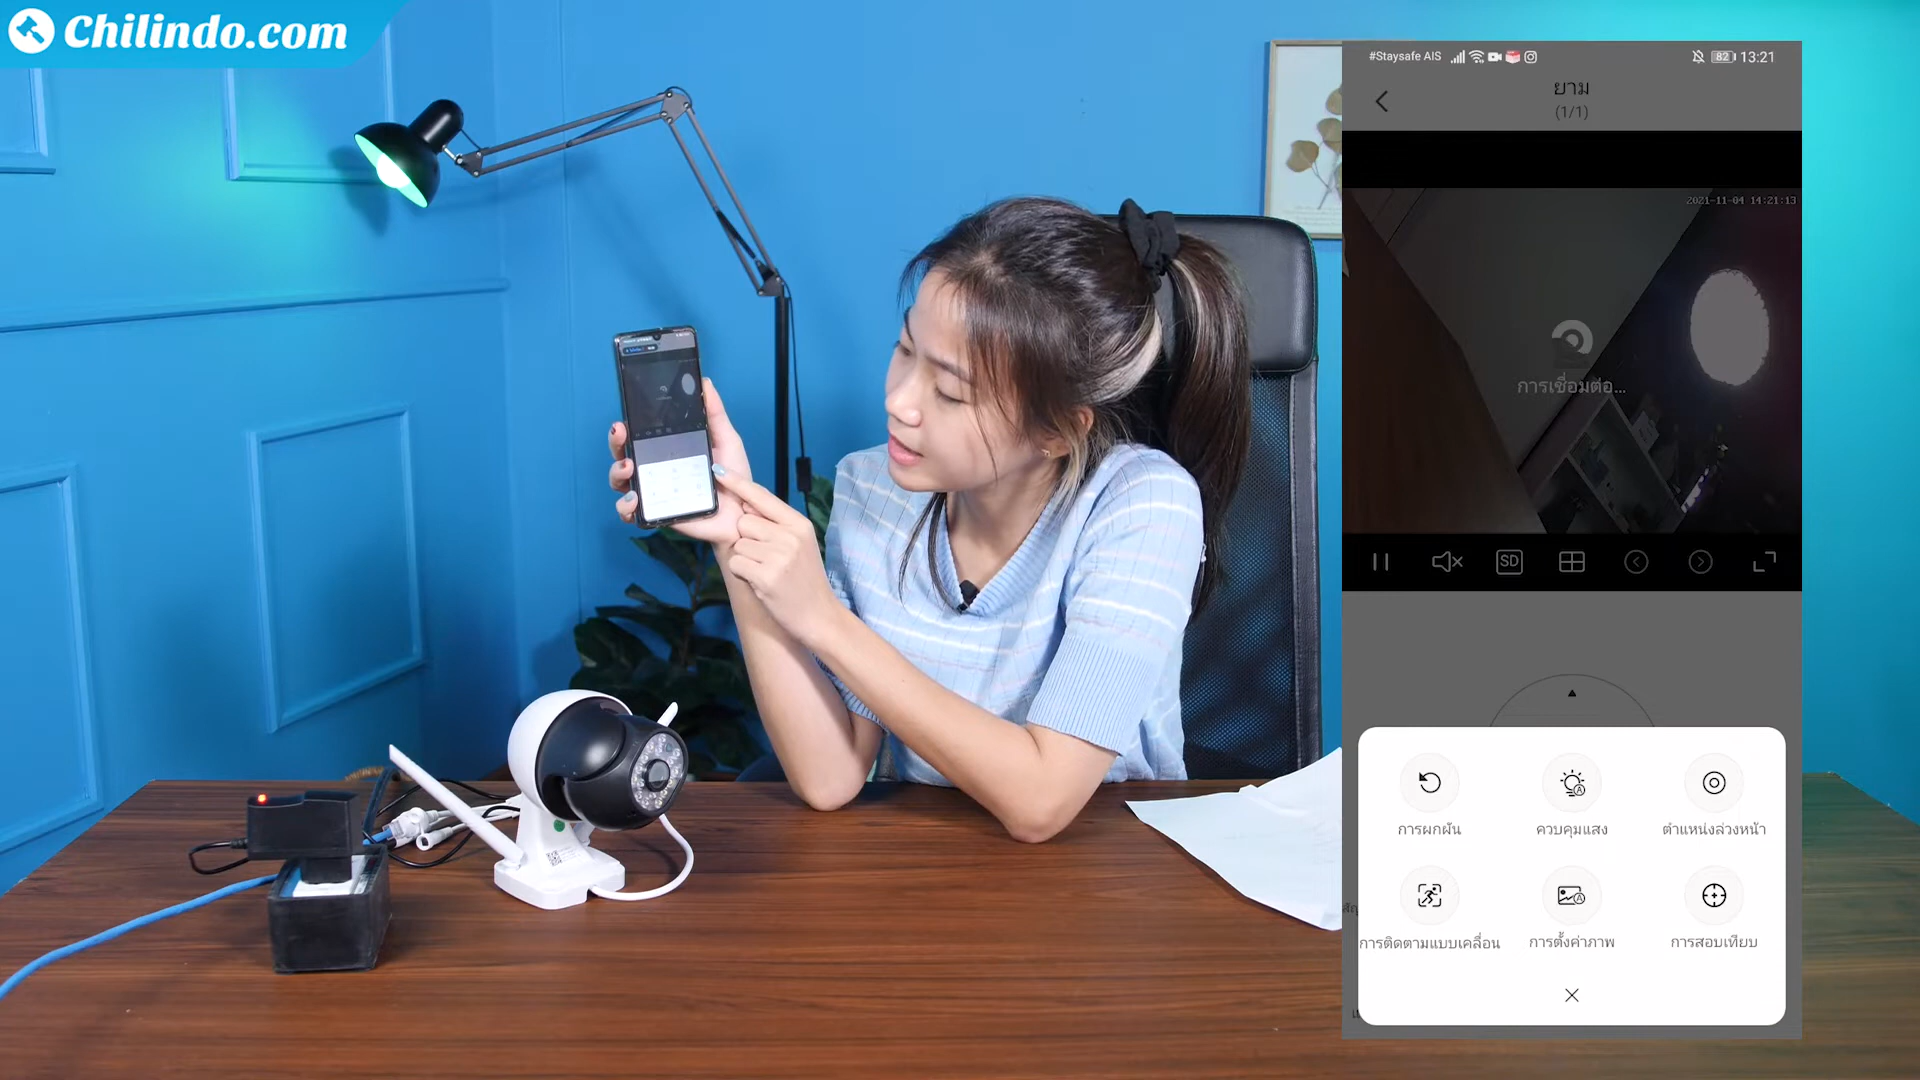 Chilindo.com
#Staysafe AIS
82
13:21
ยาม
(1/1)
2021-11-04 14:21:13
การเชื่อมต่อ...
SD
การผกผัน
ควบคุมแสง
ตำแหน่งล่วงหน้า
การติดตามแบบเคลื่อน
การตั้งค่าภาพ
การสอบเทียบ